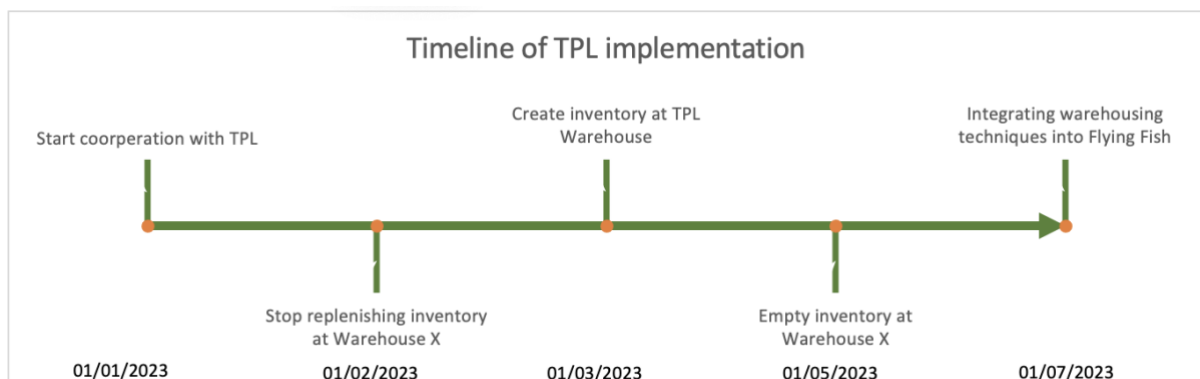 Timeline of TPL implementation
Create inventory at TPL
Warehouse
Integrating warehousing
techniques into Flying Fish
Start coorperation with TPL
Stop replenishing inventory
at Warehouse X
Empty inventory at
Warehouse X
01/01/2023
01/02/2023
01/03/2023
01/05/2023
01/07/2023